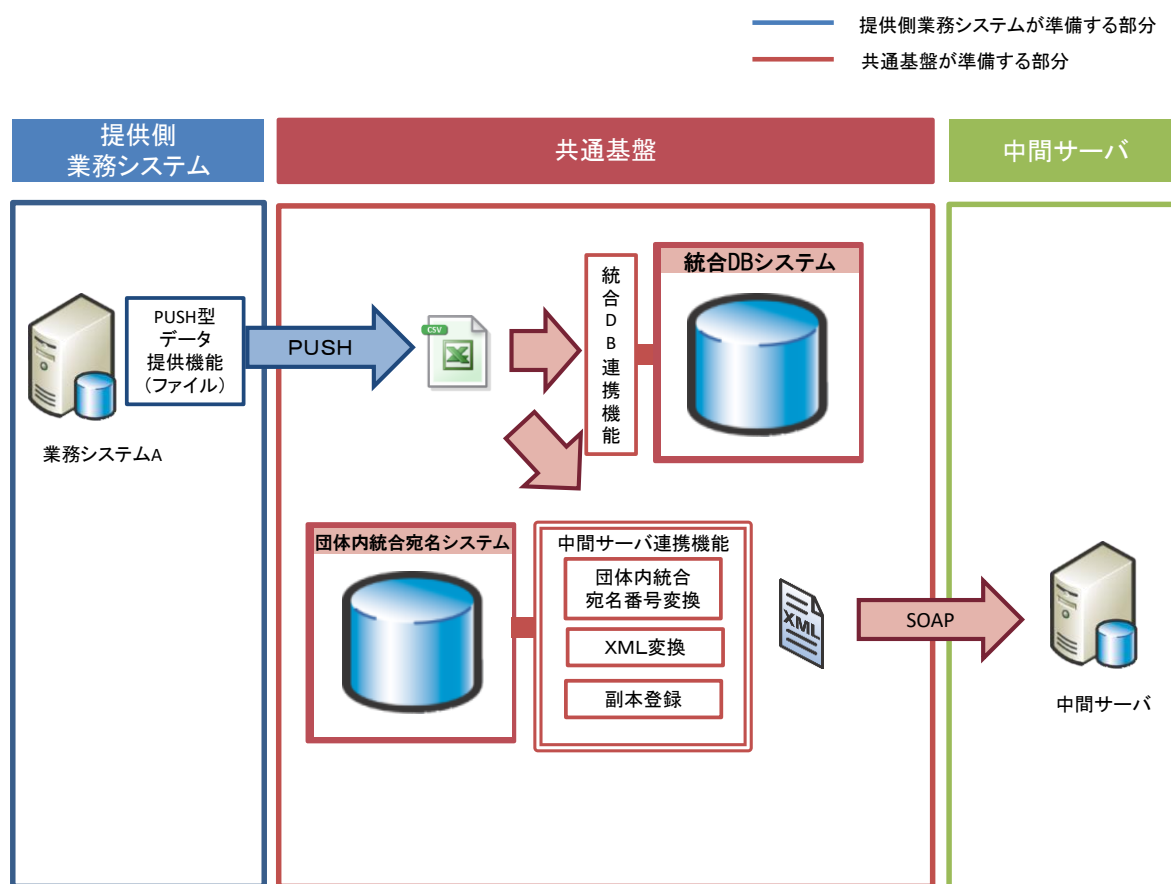 提供側業務システムが準備する部分
共通基盤が準備する部分
提供側
業務システム
共通基盤
中間サーバ
PUSH型
データ
提供機能
(ファイル)
業務システムA
PUSH
CSV
統合DB連携機能
統合DBシステム
団体内統合宛名システム
中間サーバ連携機能
団体内統合
宛名番号変換
XML変換
副本登録
XML
SOAP
中間サーバ